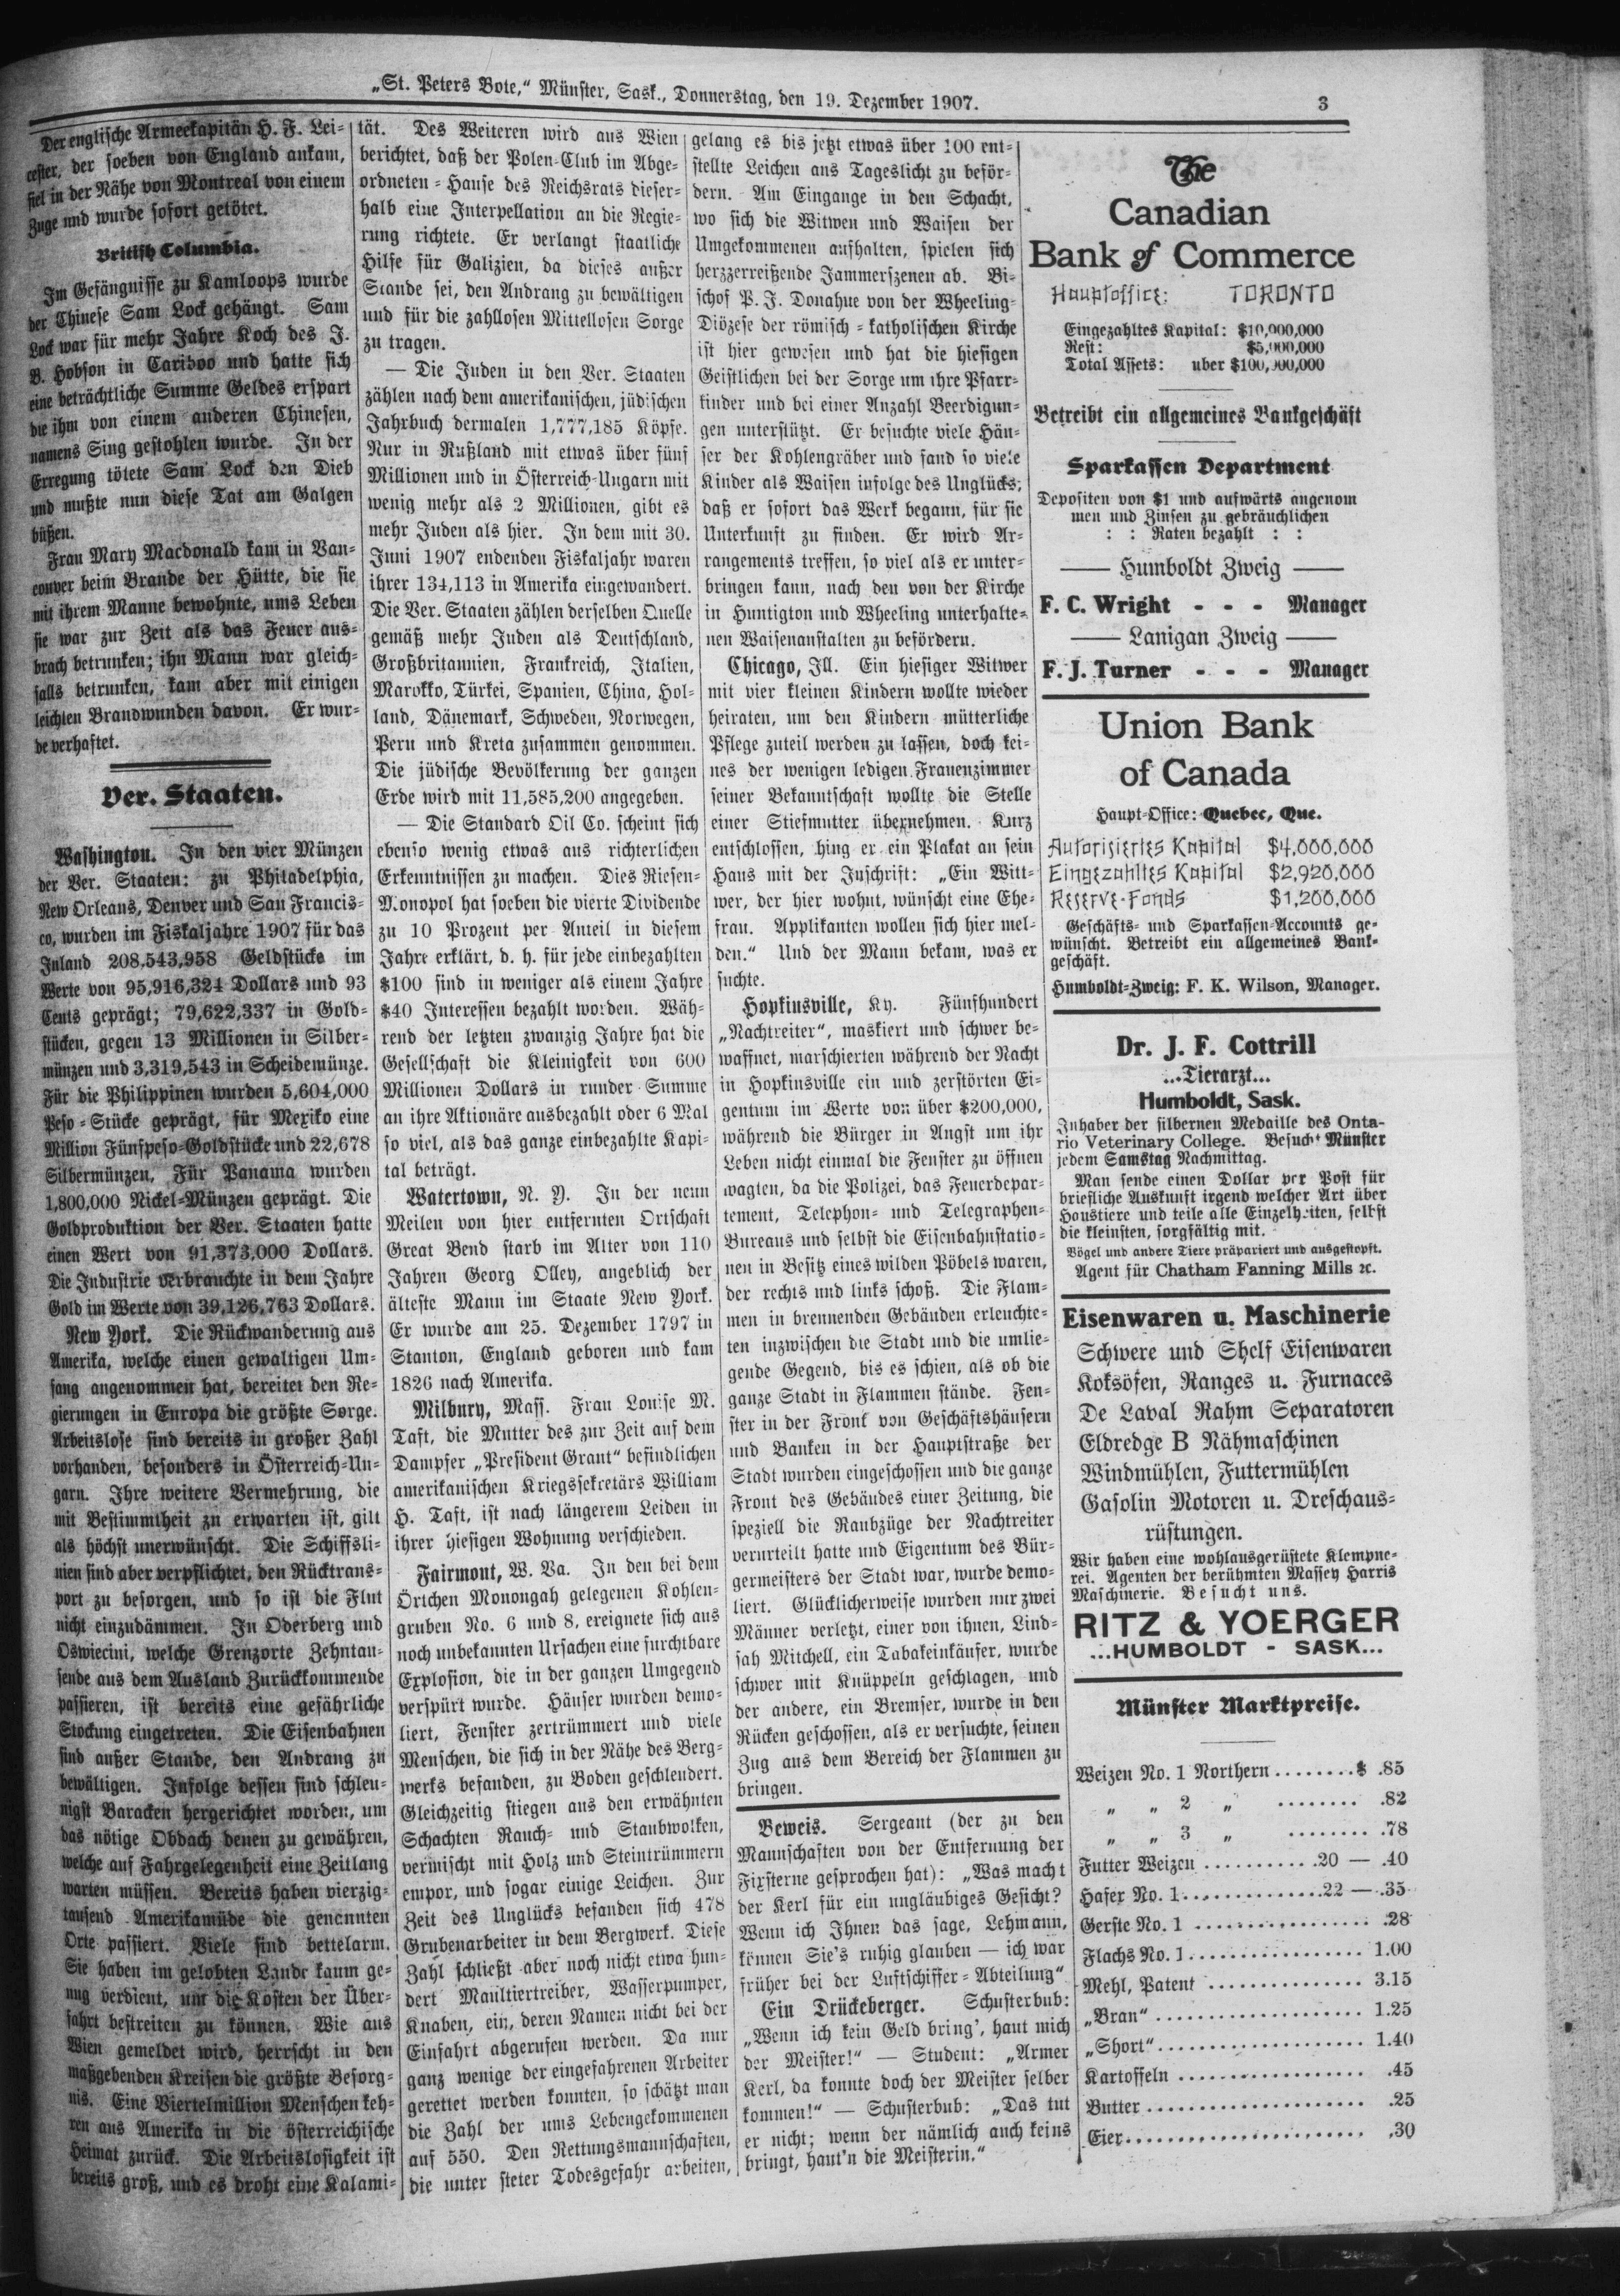 „St. Peters Bote,“ Münster, Sask., Donnerstag, den 19. Dezember 1907.
3
Der englische Armeekapitän H. F. Lei-
cester, der soeben von England ankam,
fiel in der Nähe von Montreal von einem
Zuge und wurde sofort getötet.
British Columbia.
Im Gefängnisse zu Kamloops wurde
der Chinese Sam Lock gehängt. Sam
Lock war für mehr Jahre Koch des J.
B. Hobson in Cariboo und hatte sich
eine beträchtliche Summe Geldes erspart
die ihm von einem anderen Chinesen,
namens Sing gestohlen wurde. In der
Erregung tötete Sam Lock den Dieb
und mußte nun diese Tat am Galgen
büßen.
Frau Mary Macdonald kam in Van-
couver beim Brande der Hütte, die sie
mit ihrem Manne bewohnte, ums Leben
sie war zur Zeit als das Feuer aus-
brach betrunken; ihn Mann war gleich-
falls betrunken, kam aber mit einigen
leichten Brandwunden davon. Er wur-
de verhaftet.
Ver. Staaten.
Washington. In den vier Münzen
der Ver. Staaten: zu Philadelphia,
New Orleans, Denver und San Francis-
co, wurden im Fiskaljahre 1907 für das
Inland 208,543,958 Geldstücke im
Werte von 95,916,324 Dollars und 93
Cents geprägt; 79,622,337 in Gold-
stücken, gegen 13 Millionen in Silber-
münzen und 3,319,543 in Scheidemünze.
Für die Philippinen wurden 5,604,000
Peso-Stücke geprägt, für Mexiko eine
Million Fünfpeso-Goldstücke und 22,678
Silbermünzen, Für Panama wurden
1,800,000 Nickel-Münzen geprägt. Die
Goldproduktion der Ver. Staaten hatte
einen Wert von 91,373,000 Dollars.
Die Industrie verbrauchte in dem Jahre
Gold im Werte von 39,126,763 Dollars.
New York. Die Rückwanderung aus
Amerika, welche einen gewaltigen Um-
fang angenommen hat, bereitet den Re-
gierungen in Europa die größte Sorge.
Arbeitslose sind bereits in großer Zahl
vorhanden, besonders in Österreich-Un-
garn. Ihre weitere Vermehrung, die
mit Bestimmtheit zu erwarten ist, gilt
als höchst unerwünscht. Die Schiffsli-
nien sind aber verpflichtet, den Rücktrans-
port zu besorgen, und so ist die Flut
nicht einzudämmen. In Oderberg und
Oswiecini, welche Grenzorte Zehntau-
sende aus dem Ausland Zurückkommende
passieren, ist bereits eine gefährliche
Stockung eingetreten. Die Eisenbahnen
sind außer Stande, den Andrang zu
bewältigen. Infolge dessen sind schleu-
nigst Baracken hergerichtet worden, um
das nötige Obdach denen zu gewähren,
welche auf Fahrgelegenheit eine Zeitlang
warten müssen. Bereits haben vierzig-
tausend Amerikamüde die genannten
Orte passiert. Viele sind bettelarm.
Sie haben im gelobten Lande kaum ge-
nug verdient, um die Kosten der Über-
fahrt bestreiten zu können. Wie aus
Wien gemeldet wird, herrscht in den
maßgebenden Kreisen die größte Besorg-
nis. Eine Viertelmillion Menschen keh-
ren aus Amerika in die österreichische
Heimat zurück. Die Arbeitslosigkeit ist
bereits groß, und es droht eine Kalami-
tät. Des Weiteren wird aus Wien
berichtet, daß der Polen-Club im Abge-
ordneten-Hause des Reichsrats dieser-
halb eine Interpellation an die Regie-
rung richtete. Er verlangt staatliche
Hilfe für Galizien, da dieses außer
Stande sei, den Andrang zu bewältigen
und für die zahllosen Mittellosen Sorge
zu tragen.
— Die Juden in den Ver. Staaten
zählen nach dem amerikanischen, jüdischen
Jahrbuch dermalen 1,777,185 Köpfe.
Nur in Rußland mit etwas über fünf
Millionen und in Österreich-Ungarn mit
wenig mehr als 2 Millionen, gibt es
mehr Juden als hier. In dem mit 30.
Juni 1907 endenden Fiskaljahr waren
ihrer 134,113 in Amerika eingewandert.
Die Ver. Staaten zählen derselben Quelle
gemäß mehr Juden als Deutschland,
Großbritannien, Frankreich, Italien,
Marokko, Türkei, Spanien, China, Hol-
land, Dänemark, Schweden, Norwegen,
Peru und Kreta zusammen genommen.
Die jüdische Bevölkerung der ganzen
Erde wird mit 11,585,200 angegeben.
— Die Standard Oil Co. scheint sich
ebenso wenig etwas aus richterlichen
Erkenntnissen zu machen. Dies Riesen-
Monopol hat soeben die vierte Dividende
zu 10 Prozent per Anteil in diesem
Jahre erklärt, d. h. für jede einbezahlten
$100 sind in weniger als einem Jahre
$40 Interessen bezahlt worden. Wäh-
rend der letzten zwanzig Jahre hat die
Gesellschaft die Kleinigkeit von 600
Millionen Dollars in runder Summe
an ihre Aktionäre ausbezahlt oder 6 Mal
so viel, als das ganze einbezahlte Kapi-
tal beträgt.
Watertown, N. Y. In der neun
Meilen von hier entfernten Ortschaft
Great Bend starb im Alter von 110
Jahren Georg Olley, angeblich der
älteste Mann im Staate New York.
Er wurde am 25. Dezember 1797 in
Stanton, England geboren und kam
1826 nach Amerika.
Milbury, Mass. Frau Louise M.
Taft, die Mutter des zur Zeit auf dem
Dampfer „President Grant“ befindlichen
amerikanischen Kriegssekretärs William
H. Taft, ist nach längerem Leiden in
ihrer hiesigen Wohnung verschieden.
Fairmont, W. Va. In den bei dem
Örtchen Monongah gelegenen Kohlen-
gruben No. 6 und 8, ereignete sich aus
noch unbekannten Ursachen eine furchtbare
Explosion, die in der ganzen Umgegend
verspürt wurde. Häuser wurden demo-
liert, Fenster zertrümmert und viele
Menschen, die sich in der Nähe des Berg-
werks befanden, zu Boden geschleudert.
Gleichzeitig stiegen aus den erwähnten
Schachten Rauch- und Staubwolken,
vermischt mit Holz und Steintrümmern
empor, und sogar einige Leichen. Zur
Zeit des Unglücks befanden sich 478
Grubenarbeiter in dem Bergwerk. Diese
Zahl schließt aber noch nicht etwa hun-
dert Maultiertreiber, Wasserpumper,
Knaben, ein, deren Namen nicht bei der
Einfahrt abgerufen werden. Da nur
ganz wenige der eingefahrenen Arbeiter
gerettet werden konnten, so schätzt man
die Zahl der ums Lebengekommenen
auf 550. Den Rettungsmannschaften,
die unter steter Todesgefahr arbeiten,
gelang es bis jetzt etwas über 100 ent-
stellte Leichen ans Tageslicht zu beför-
dern. Am Eingange in den Schacht,
wo sich die Witwen und Waisen der
Umgekommenen aufhalten, spielen sich
herzzerreißende Jammerszenen ab. Bi-
schof P. J. Donahue von der Wheeling-
Diözese der römisch-katholischen Kirche
ist hier gewesen und hat die hiesigen
Geistlichen bei der Sorge um ihre Pfarr-
kinder und bei einer Anzahl Beerdigun-
gen unterstützt. Er besuchte viele Häu-
ser der Kohlengräber und fand so viele
Kinder als Waisen infolge des Unglücks,
daß er sofort das Werk begann, für sie
Unterkunft zu finden. Er wird Ar-
rangements treffen, so viel als er unter-
bringen kann, nach den von der Kirche
in Huntigton und Wheeling unterhalte-
nen Waisenanstalten zu befördern.
Chicago, Ill. Ein hiesiger Witwer
mit vier kleinen Kindern wollte wieder
heiraten, um den Kindern mütterliche
Pflege zuteil werden zu lassen, doch kei-
nes der wenigen ledigen Frauenzimmer
seiner Bekanntschaft wollte die Stelle
einer Stiefmutter übernehmen. Kurz
entschlossen, hing er ein Plakat an sein
Haus mit der Inschrift: „Ein Witt-
wer, der hier wohnt, wünscht eine Ehe-
frau. Applikanten wollen sich hier mel-
den.“ Und der Mann bekam, was er
suchte.
Hopkinsville, Ky. Fünfhundert
„Nachtreiter“, maskiert und schwer be-
waffnet, marschierten während der Nacht
in Hopkinsville ein und zerstörten Ei-
gentum im Werte von über $200,000,
während die Bürger in Angst um ihr
Leben nicht einmal die Fenster zu öffnen
wagten, da die Polizei, das Feuerdepar-
tement, Telephon- und Telegraphen-
Bureaus und selbst die Eisenbahnstatio-
nen in Besitz eines wilden Pöbels waren,
der rechts und links schoß. Die Flam-
men in brennenden Gebäuden erleuchte-
ten inzwischen die Stadt und die umlie-
gende Gegend, bis es schien, als ob die
ganze Stadt in Flammen stände. Fen-
ster in der Front von Geschäftshäusern
und Banken in der Hauptstraße der
Stadt wurden eingeschossen und die ganze
Front des Gebäudes einer Zeitung, die
speziell die Raubzüge der Nachtreiter
verurteilt hatte und Eigentum des Bür-
germeisters der Stadt war, wurde demo-
liert. Glücklicherweise wurden nur zwei
Männer verletzt, einer von ihnen, Lind-
sah Mitchell, ein Tabakeinkäufer, wurde
schwer mit Knüppeln geschlagen, und
der andere, ein Bremser, wurde in den
Rücken geschossen, als er versuchte, seinen
Zug aus dem Bereich der Flammen zu
bringen.
Beweis. Sergeant (der zu den
Mannschaften von der Entfernung der
Fixsterne gesprochen hat): „Was macht
der Kerl für ein ungläubiges Gesicht?
Wenn ich Ihnen das sage, Lehmann,
können Sie's ruhig glauben — ich war
früher bei der Luftschiffer-Abteilung“
Ein Drückeberger. Schusterbub:
„Wenn ich kein Geld bring', haut mich
der Meister!“ — Student: „Armer
Kerl, da konnte doch der Meister selber
kommen!“ — Schusterbub: „Das tut
er nicht; wenn der nämlich auch keins
bringt, haut'n die Meisterin.“
The
Canadian
Bank of Commerce
Hauptoffice: TORONTO
Eingezahltes Kapital: $10,000,000
Rest: $5,000,000
Total Assets: uber $100,000,000
Betreibt ein allgemeines Bankgeschäft
Sparkassen Department
Depositen von $1 und aufwärts angenom
men und Zinsen zu gebräuchlichen
: : Raten bezahlt : :
— Humboldt Zweig —
F. C. Wright - - - Manager
— Lanigan Zweig —
F. J. Turner - - - Manager
Union Bank
of Canada
Haupt-Office: Quebec, Que.
Autorisiertes Kapital $4,000,000
Eingezahltes Kapital $2,920,000
Reserve-Fonds $1,200,000
Geschäfts- und Sparkassen-Accounts ge-
wünscht. Betreibt ein allgemeines Bank-
geschäft.
Humboldt-Zweig: F. K. Wilson, Manager.
Dr. J. F. Cottrill
...Tierarzt...
Humboldt, Sask.
Inhaber der silbernen Medaille des Onta-
rio Veterinary College. Besucht Münster
jedem Samstag Nachmittag.
Man sende einen Dollar per Post für
briefliche Auskunft irgend welcher Art über
Haustiere und teile alle Einzelheiten, selbst
die kleinsten, sorgfältig mit.
Vögel und andere Tiere präpariert und ausgestopft.
Agent für Chatham Fanning Mills ꝛc.
Eisenwaren u. Maschinerie
Schwere und Shelf Eisenwaren
Koksöfen, Ranges u. Furnaces
De Laval Rahm Separatoren
Eldredge B Nähmaschinen
Windmühlen, Futtermühlen
Gasolin Motoren u. Dreschaus-
rüstungen.
Wir haben eine wohlausgerüstete Klempne-
rei. Agenten der berühmten Massey Harris
Maschinerie. Besucht uns.
RITZ & YOERGER
...HUMBOLDT - SASK...
Münster Marktpreise.
Weizen No. 1 Northern ........$ .85
„ „ 2 „ ........ .82
„ „ 3 „ ........ .78
Futter Weizen ...........20 — .40
Hafer No. 1..............22 — .35
Gerste No. 1 ................. .28
Flachs No. 1................. 1.00
Mehl, Patent ............... 3.15
„Bran“ .................... 1.25
„Short“.................... 1.40
Kartoffeln ................... .45
Butter ...................... .25
Eier........................ .30